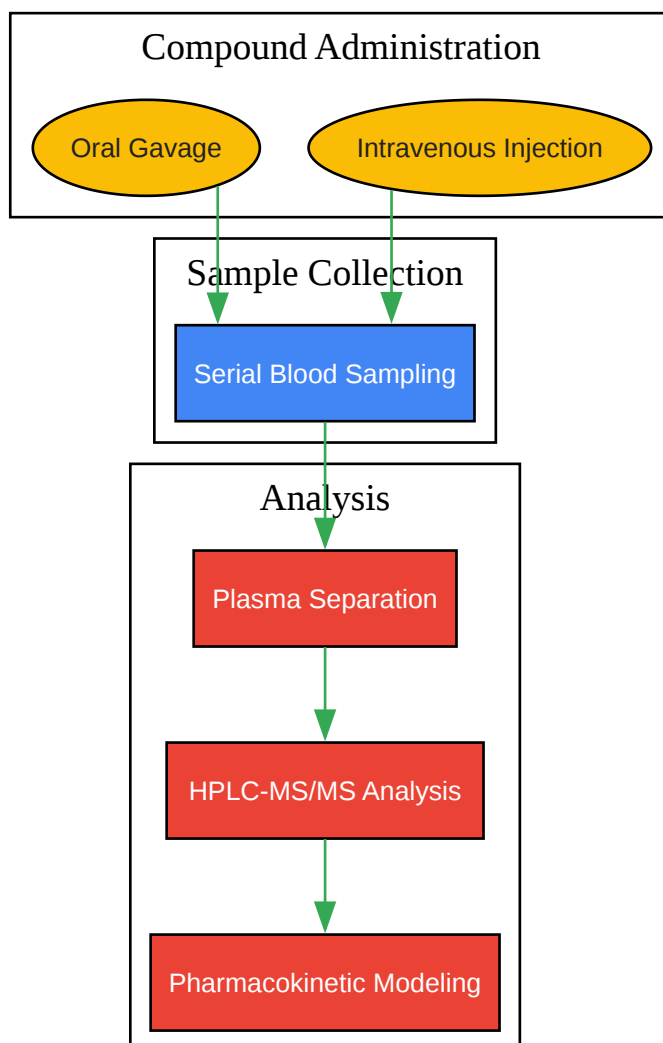 Compound Administration
Oral Gavage
Intravenous Injection
Sample Collection
Serial Blood Sampling
Analysis
Plasma Separation
HPLC-MS/MS Analysis
Pharmacokinetic Modeling